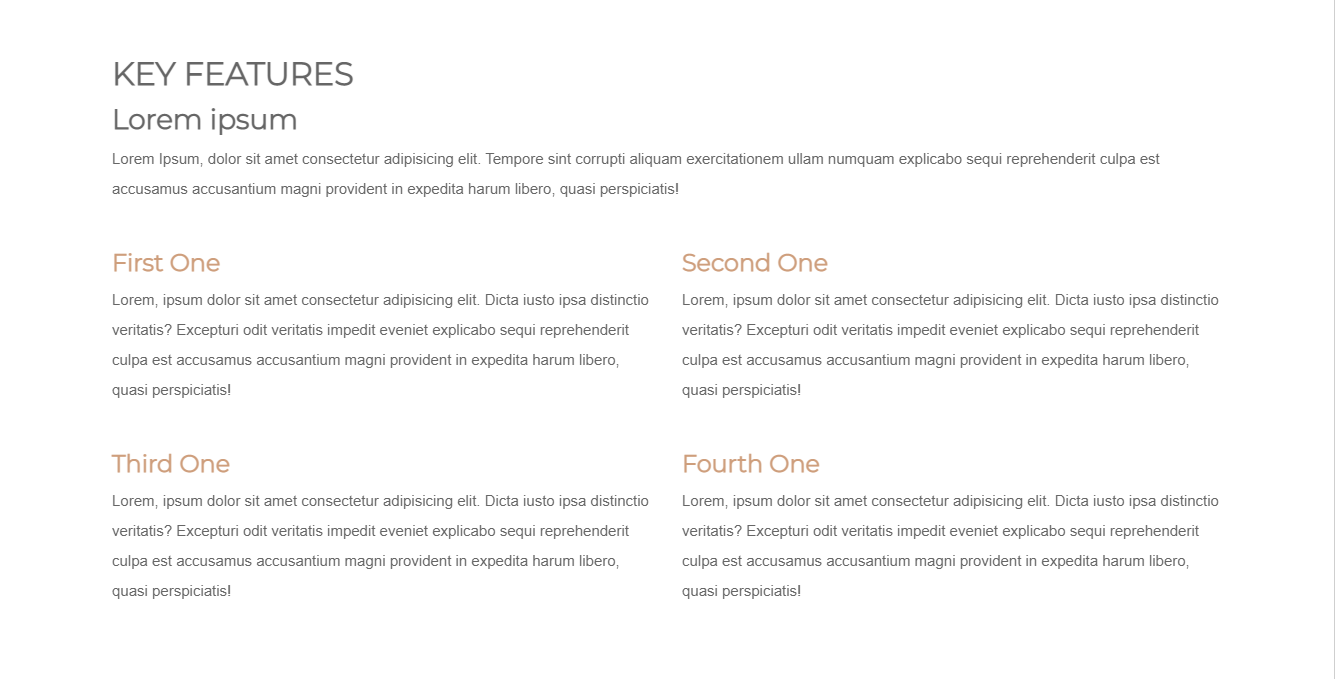 KEY FEATURES
Lorem ipsum
Lorem Ipsum, dolor sit amet consectetur adipisicing elit. Tempore sint corrupti aliquam exercitationem ullam numquam explicabo sequi reprehenderit culpa est
accusamus accusantium magni provident in expedita harum libero, quasi perspiciatis!
First One
Lorem, ipsum dolor sit amet consectetur adipisicing elit. Dicta iusto ipsa distinctio
veritatis? Excepturi odit veritatis impedit eveniet explicabo sequi reprehenderit
culpa est accusamus accusantium magni provident in expedita harum libero,
quasi perspiciatis!
Second One
Lorem, ipsum dolor sit amet consectetur adipisicing elit. Dicta iusto ipsa distinctio
veritatis? Excepturi odit veritatis impedit eveniet explicabo sequi reprehenderit
culpa est accusamus accusantium magni provident in expedita harum libero,
quasi perspiciatis!
Third One
Lorem, ipsum dolor sit amet consectetur adipisicing elit. Dicta iusto ipsa distinctio
veritatis? Excepturi odit veritatis impedit eveniet explicabo sequi reprehenderit
culpa est accusamus accusantium magni provident in expedita harum libero,
quasi perspiciatis!
Fourth One
Lorem, ipsum dolor sit amet consectetur adipisicing elit. Dicta iusto ipsa distinctio
veritatis? Excepturi odit veritatis impedit eveniet explicabo sequi reprehenderit
culpa est accusamus accusantium magni provident in expedita harum libero,
quasi perspiciatis!